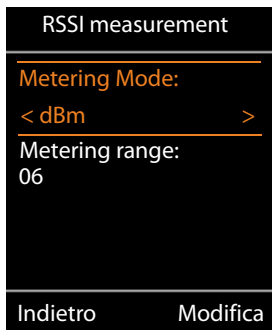 RSSI measurement
Metering Mode:
< dBm >
Metering range:
06
Indietro Modifica